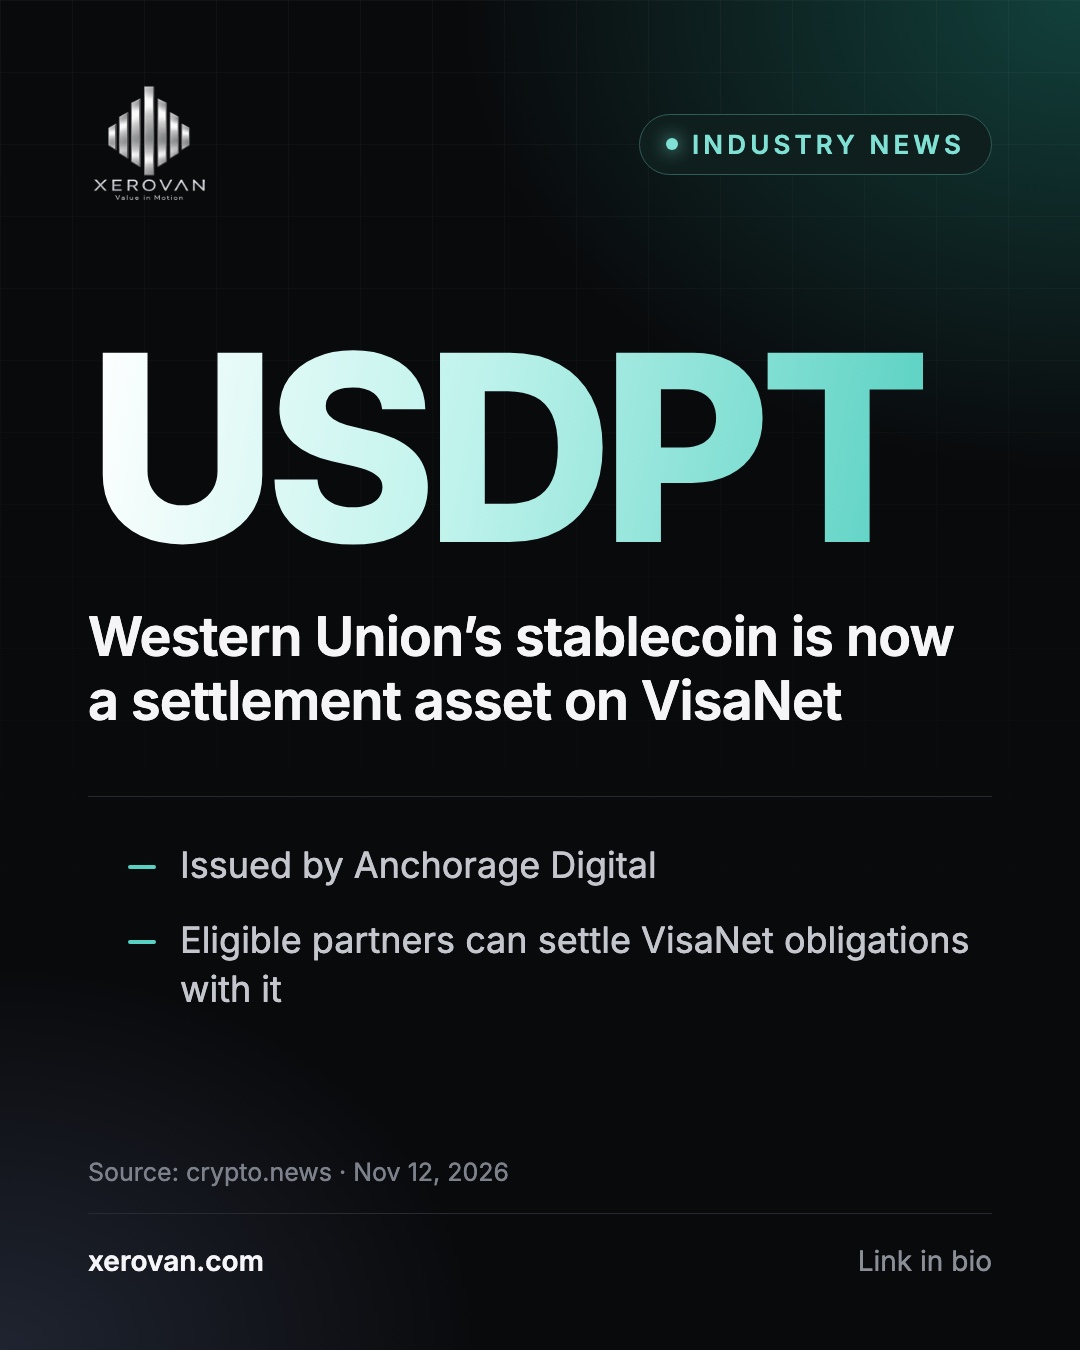 XEROVAN
Value in Motion
INDUSTRY NEWS
USDPT
Western Union’s stablecoin is now
a settlement asset on VisaNet
Issued by Anchorage Digital
Eligible partners can settle VisaNet obligations
with it
Source: crypto.news · Nov 12, 2026
xerovan.com
Link in bio